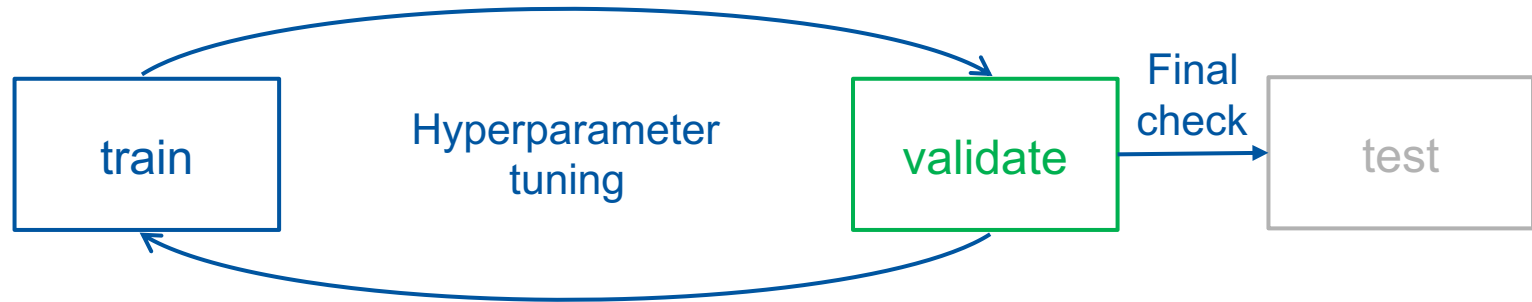 train
Hyperparameter
tuning
validate
Final
check
test